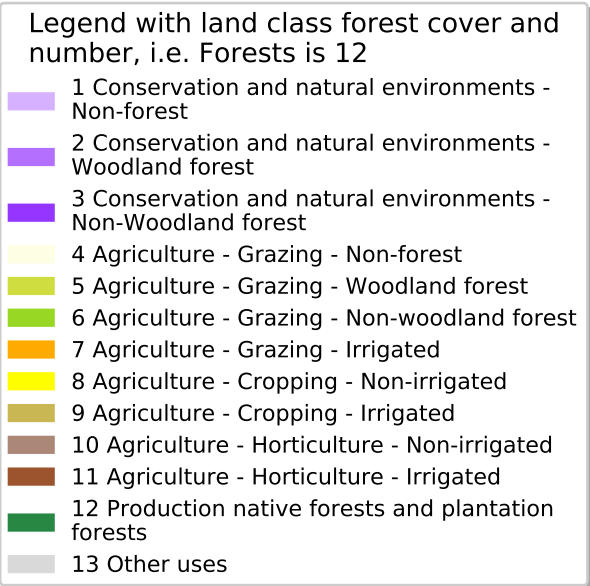 Legend with land class forest cover and
number, i.e. Forests is 12
1 Conservation and natural environments -
Non-forest
2 Conservation and natural environments -
Woodland forest
3 Conservation and natural environments -
Non-Woodland forest
4 Agriculture - Grazing - Non-forest
5 Agriculture - Grazing - Woodland forest
6 Agriculture - Grazing - Non-woodland forest
7 Agriculture - Grazing - Irrigated
8 Agriculture - Cropping - Non-irrigated
9 Agriculture - Cropping - Irrigated
10 Agriculture - Horticulture - Non-irrigated
11 Agriculture - Horticulture - Irrigated
12 Production native forests and plantation
forests
13 Other uses